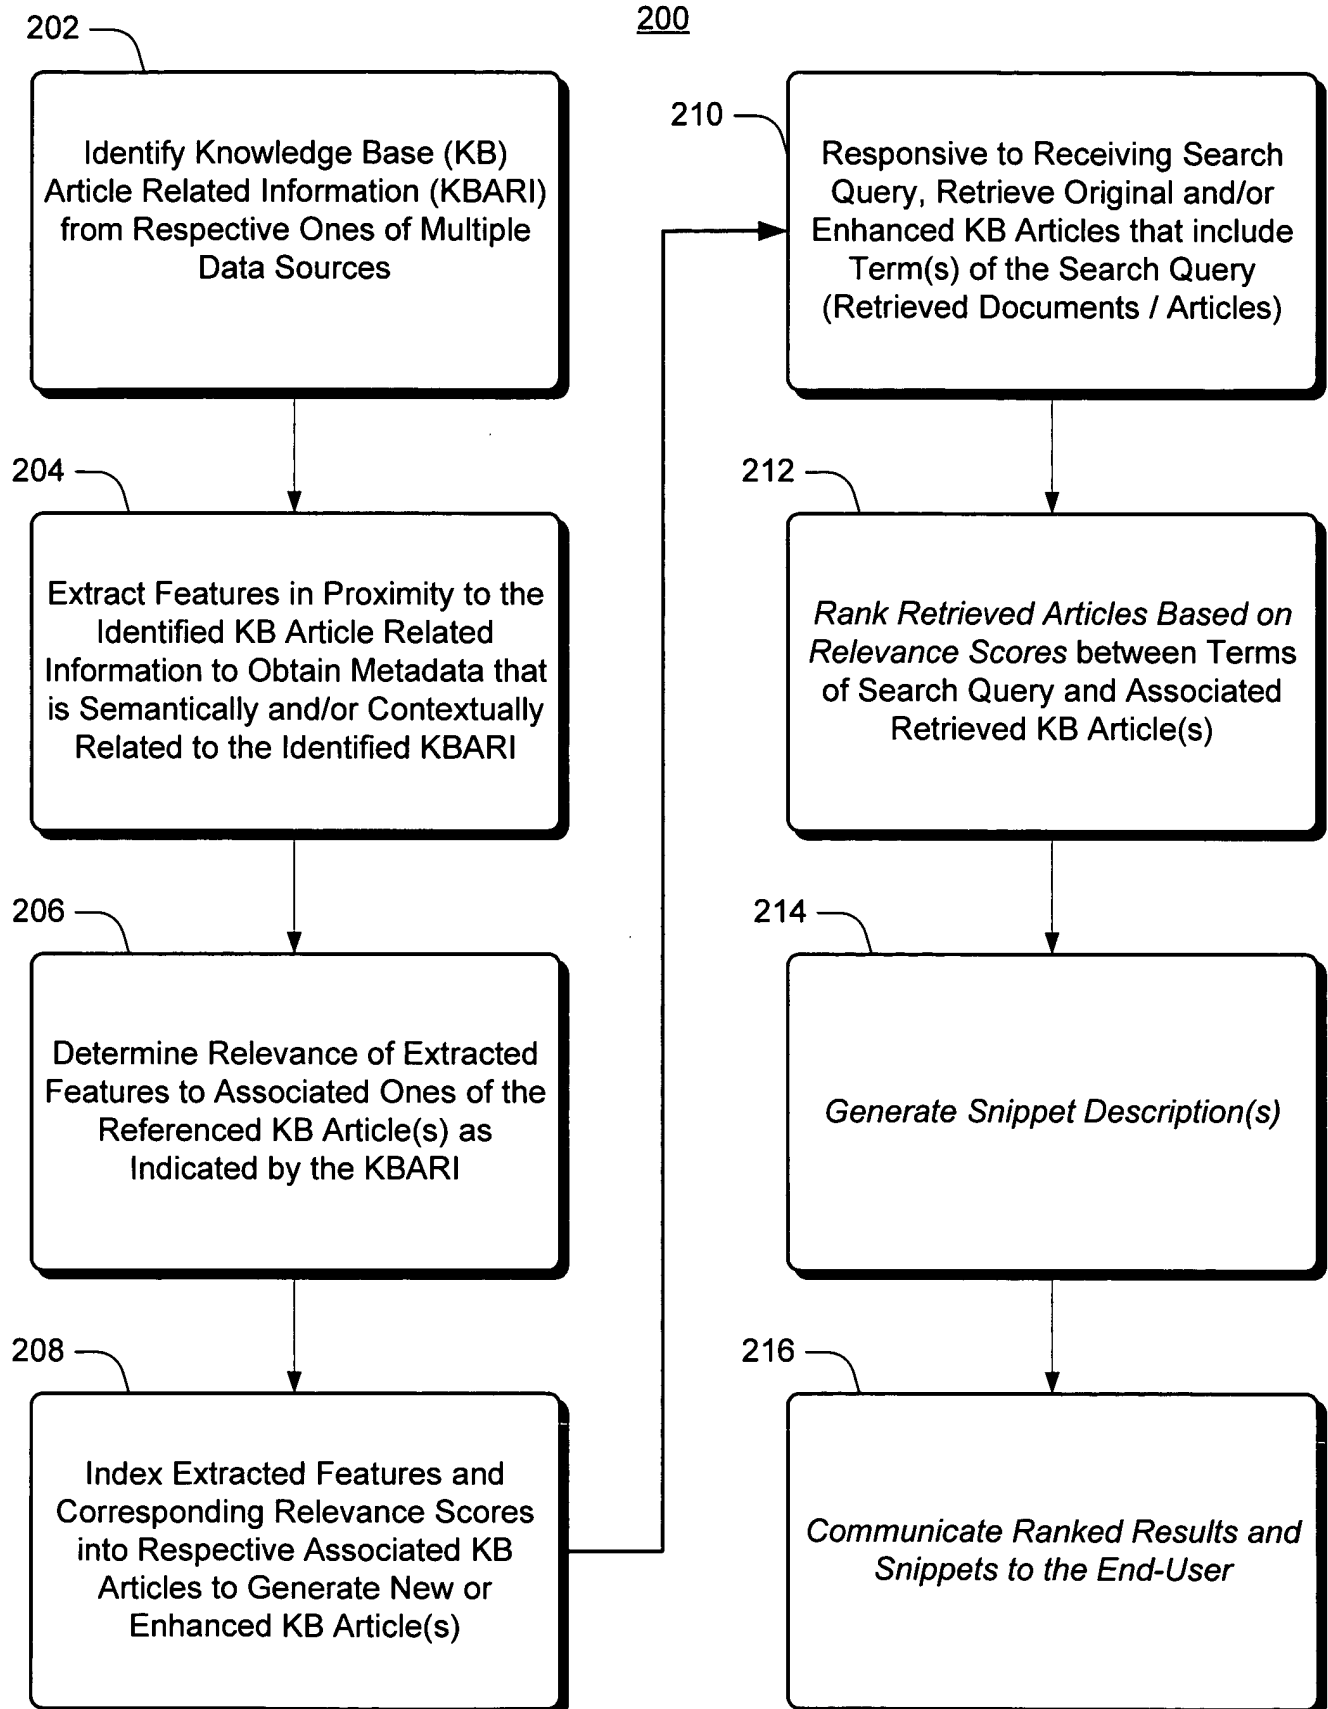 200
202
Identify Knowledge Base (KB)
Article Related Information (KBARI)
from Respective Ones of Multiple
Data Sources
204
Extract Features in Proximity to the
Identified KB Article Related
Information to Obtain Metadata that
is Semantically and/or Contextually
Related to the Identified KBARI
206
Determine Relevance of Extracted
Features to Associated Ones of the
Referenced KB Article(s) as
Indicated by the KBARI
208
Index Extracted Features and
Corresponding Relevance Scores
into Respective Associated KB
Articles to Generate New or
Enhanced KB Article(s)
210
Responsive to Receiving Search
Query, Retrieve Original and/or
Enhanced KB Articles that include
Term(s) of the Search Query
(Retrieved Documents / Articles)
212
Rank Retrieved Articles Based on
Relevance Scores between Terms
of Search Query and Associated
Retrieved KB Article(s)
214
Generate Snippet Description(s)
216
Communicate Ranked Results and
Snippets to the End-User